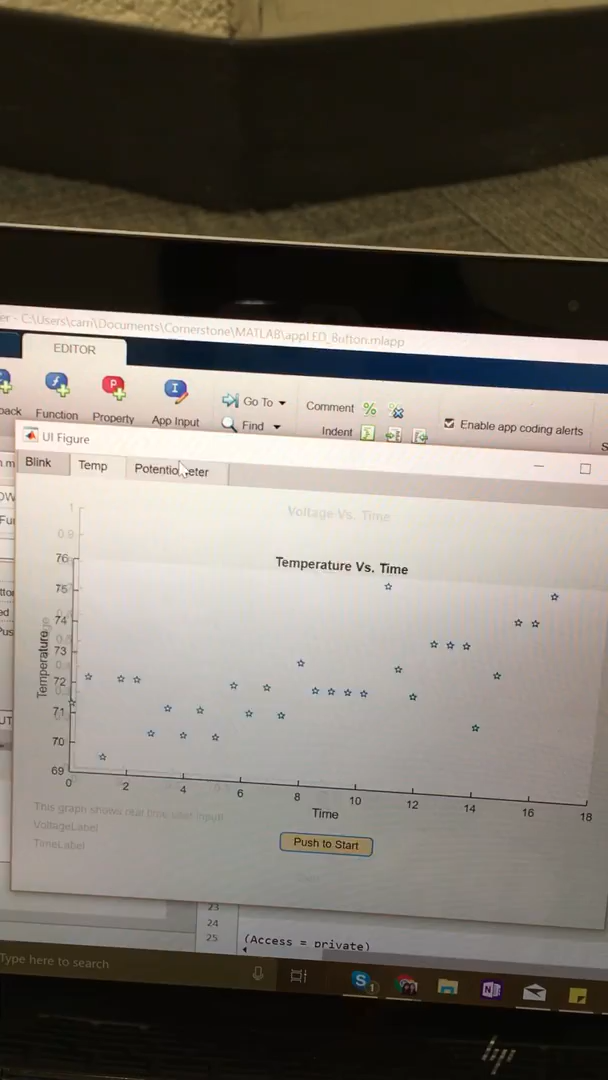 er - C:\Users\carri\Documents\Cornerstone\MATLAB\appLED_Button.mlapp
EDITOR
back Function Property App Input
Go To
Find
Comment
Indent
Enable app coding alerts
UI Figure
Blink Temp Potentiometer
Voltage Vs. Time
1
0.9
Temperature Vs. Time
Temperature
76
75
74
73
72
71
70
69
0 2 4 6 8 10 12 14 16 18
Time
This graph shows real time
VoltageLabel
TimeLabel
Push to Start
23
24
25 (Access = private)
Type here to search
hp